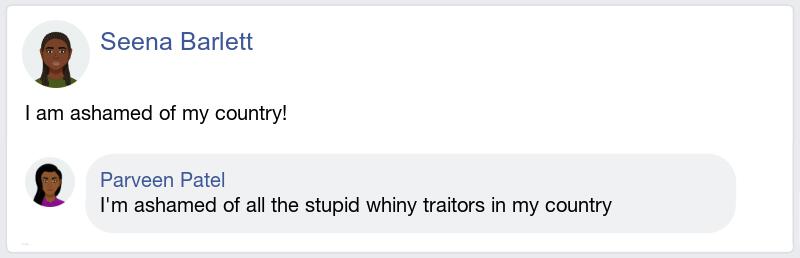 Seena Barlett
I am ashamed of my country!
Parveen Patel
I'm ashamed of all the stupid whiny traitors in my country